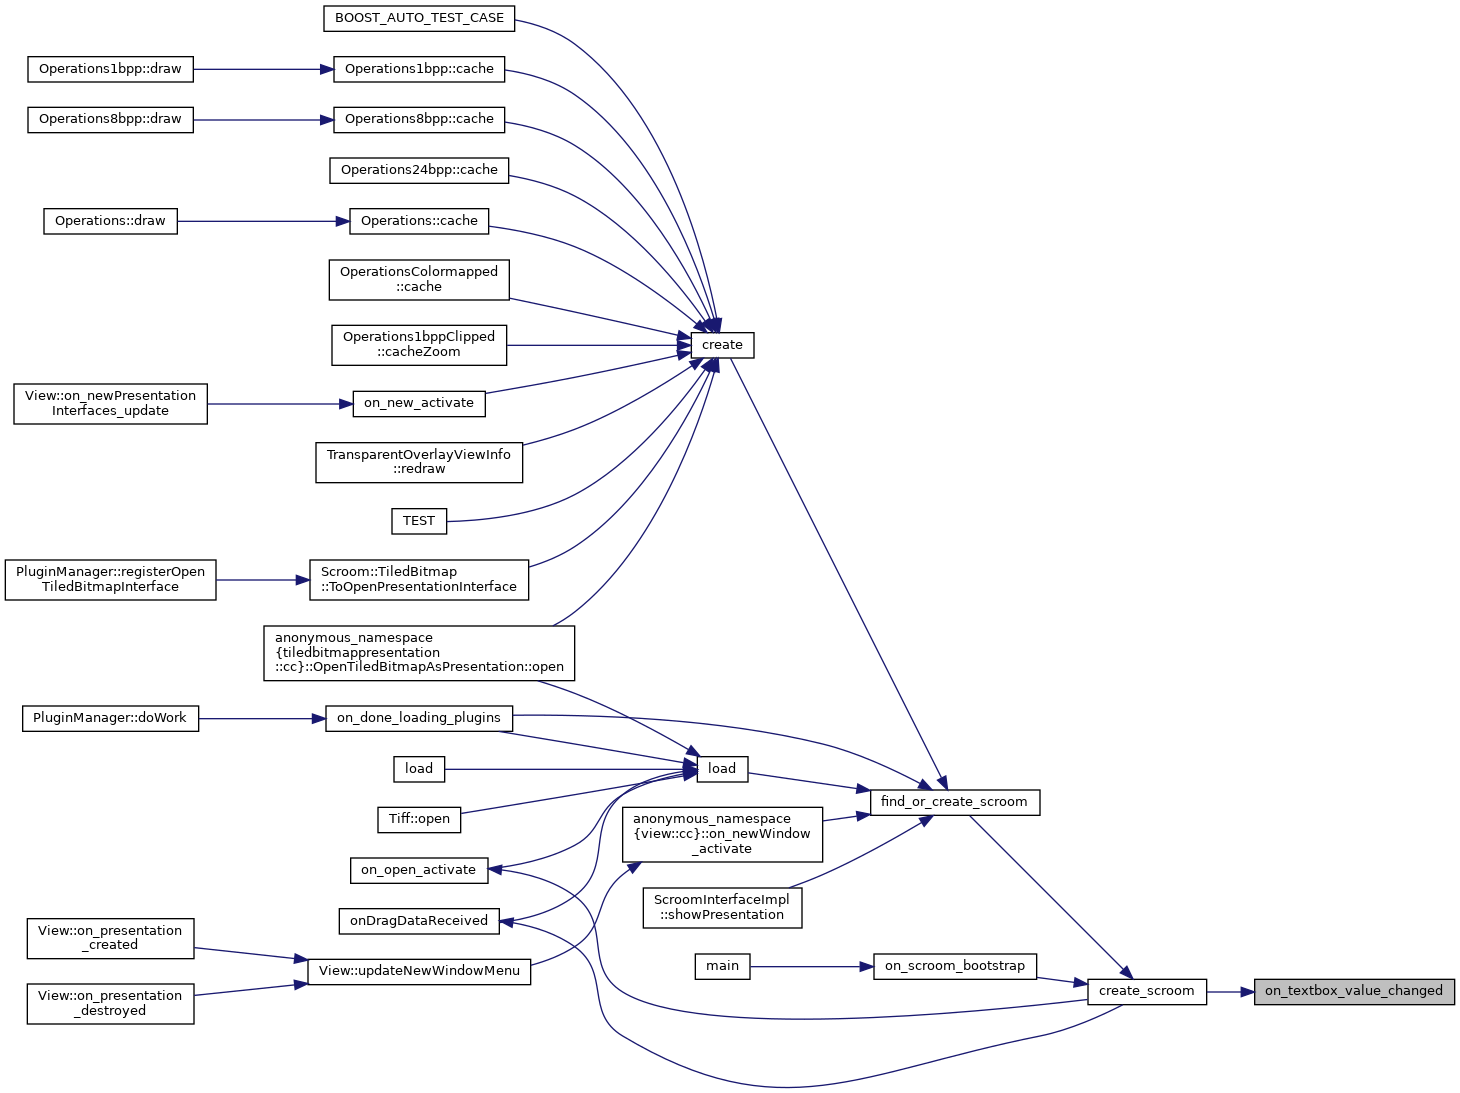 BOOST_AUTO_TEST_CASE
Operations1bpp::draw
Operations1bpp::cache
Operations8bpp::draw
Operations8bpp::cache
Operations24bpp::cache
Operations::draw
Operations::cache
OperationsColormapped
::cache
Operations1bppClipped
::cacheZoom
create
View::on_newPresentation
Interfaces_update
on_new_activate
TransparentOverlayViewInfo
::redraw
TEST
PluginManager::registerOpen
TiledBitmapInterface
Scroom::TiledBitmap
::ToOpenPresentationInterface
anonymous_namespace
{tiledbitmappresentation
::cc}::OpenTiledBitmapAsPresentation::open
PluginManager::doWork
on_done_loading_plugins
load
load
Tiff::open
find_or_create_scroom
anonymous_namespace
{view::cc}::on_newWindow
_activate
on_open_activate
ScroomInterfaceImpl
::showPresentation
onDragDataReceived
View::on_presentation
_created
View::updateNewWindowMenu
View::on_presentation
_destroyed
main
on_scroom_bootstrap
create_scroom
on_textbox_value_changed